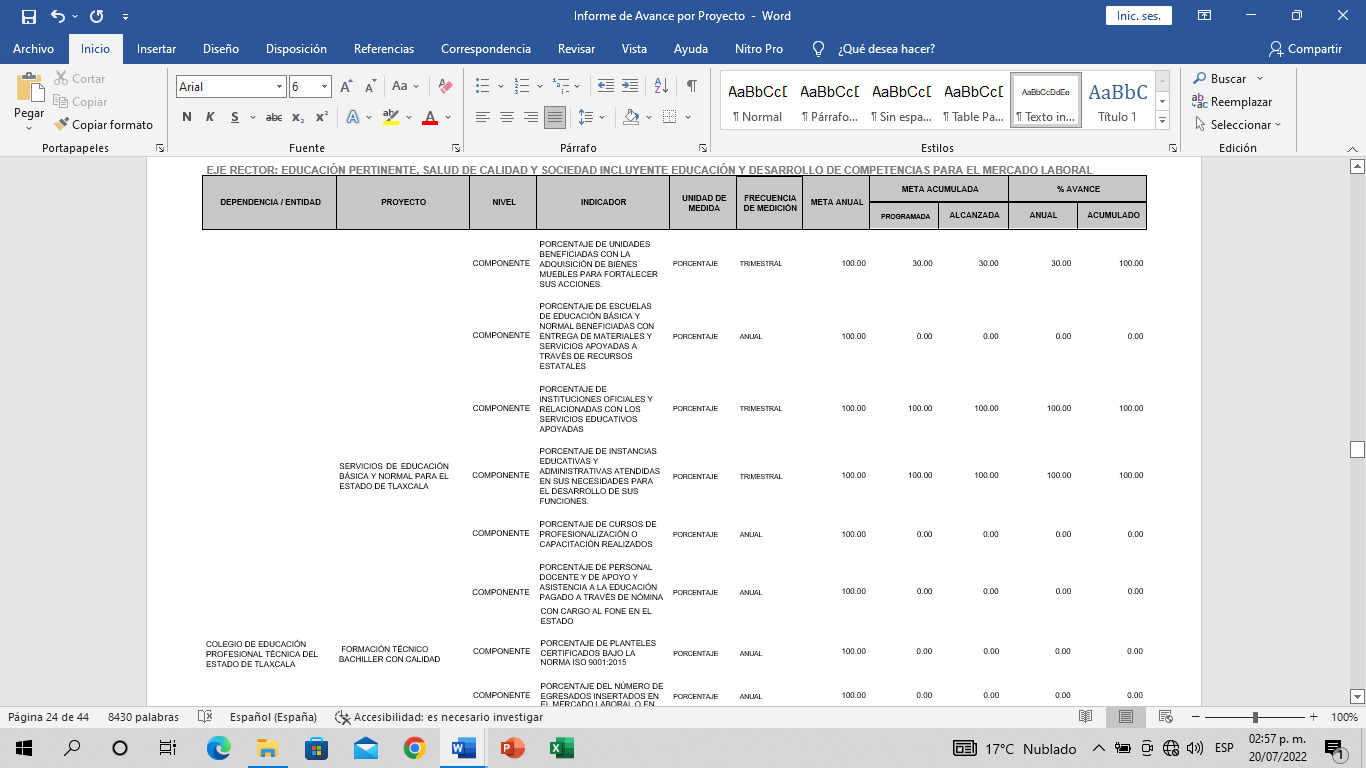 Informe de Avance por Proyecto - Word
Inic. ses.
Archivo Inicio Insertar Diseño Disposición Referencias Correspondencia Revisar Vista Ayuda Nitro Pro ¿Qué desea hacer? Compartir
Pegar
Cortar
Copiar
Copiar formato
Portapapeles
Arial 6
N K S abc x₂ x²
Fuente
Párrafo
AaBbCcD AaBbCcD AaBbCcD AaBbCcD AaBbCcDdEe AaBbC
¶ Normal ¶ Párrafo... ¶ Sin espa... ¶ Table Pa... ¶ Texto in... Título 1
Estilos
Buscar
Reemplazar
Seleccionar
Edición
EJE RECTOR: EDUCACIÓN PERTINENTE, SALUD DE CALIDAD Y SOCIEDAD INCLUYENTE EDUCACIÓN Y DESARROLLO DE COMPETENCIAS PARA EL MERCADO LABORAL
DEPENDENCIA / ENTIDAD PROYECTO NIVEL INDICADOR UNIDAD DE MEDIDA FRECUENCIA DE MEDICIÓN META ANUAL META ACUMULADA % AVANCE
PROGRAMADA ALCANZADA ANUAL ACUMULADO
PORCENTAJE DE UNIDADES
BENEFICIADAS CON LA
COMPONENTE ADQUISICIÓN DE BIENES PORCENTAJE TRIMESTRAL 100.00 30.00 30.00 30.00 100.00
MUEBLES PARA FORTALECER
SUS ACCIONES.
PORCENTAJE DE ESCUELAS
DE EDUCACIÓN BÁSICA Y
NORMAL BENEFICIADAS CON
COMPONENTE ENTREGA DE MATERIALES Y PORCENTAJE ANUAL 100.00 0.00 0.00 0.00 0.00
SERVICIOS APOYADAS A
TRAVÉS DE RECURSOS
ESTATALES
PORCENTAJE DE
INSTITUCIONES OFICIALES Y
COMPONENTE RELACIONADAS CON LOS PORCENTAJE TRIMESTRAL 100.00 100.00 100.00 100.00 100.00
SERVICIOS EDUCATIVOS
APOYADAS
PORCENTAJE DE INSTANCIAS
EDUCATIVAS Y
SERVICIOS DE EDUCACIÓN ADMINISTRATIVAS ATENDIDAS
BÁSICA Y NORMAL PARA EL COMPONENTE EN SUS NECESIDADES PARA PORCENTAJE TRIMESTRAL 100.00 100.00 100.00 100.00 100.00
ESTADO DE TLAXCALA EL DESARROLLO DE SUS
FUNCIONES.
PORCENTAJE DE CURSOS DE
COMPONENTE PROFESIONALIZACIÓN O PORCENTAJE ANUAL 100.00 0.00 0.00 0.00 0.00
CAPACITACIÓN REALIZADOS
PORCENTAJE DE PERSONAL
DOCENTE Y DE APOYO Y
ASISTENCIA A LA EDUCACIÓN
COMPONENTE PAGADO A TRAVÉS DE NÓMINA PORCENTAJE ANUAL 100.00 0.00 0.00 0.00 0.00
CON CARGO AL FONE EN EL
ESTADO
COLEGIO DE EDUCACIÓN FORMACIÓN TÉCNICO PORCENTAJE DE PLANTELES
PROFESIONAL TÉCNICA DEL BACHILLER CON CALIDAD COMPONENTE CERTIFICADOS BAJO LA PORCENTAJE ANUAL 100.00 0.00 0.00 0.00 0.00
ESTADO DE TLAXCALA NORMA ISO 9001:2015
PORCENTAJE DEL NÚMERO DE
COMPONENTE EGRESADOS INSERTADOS EN PORCENTAJE ANUAL 100.00 0.00 0.00 0.00 0.00
EL MERCADO LABORAL O EN
Página 24 de 44 8430 palabras Español (España) Accesibilidad: es necesario investigar 100%
17°C Nublado ESP 02:57 p. m.
20/07/2022
1